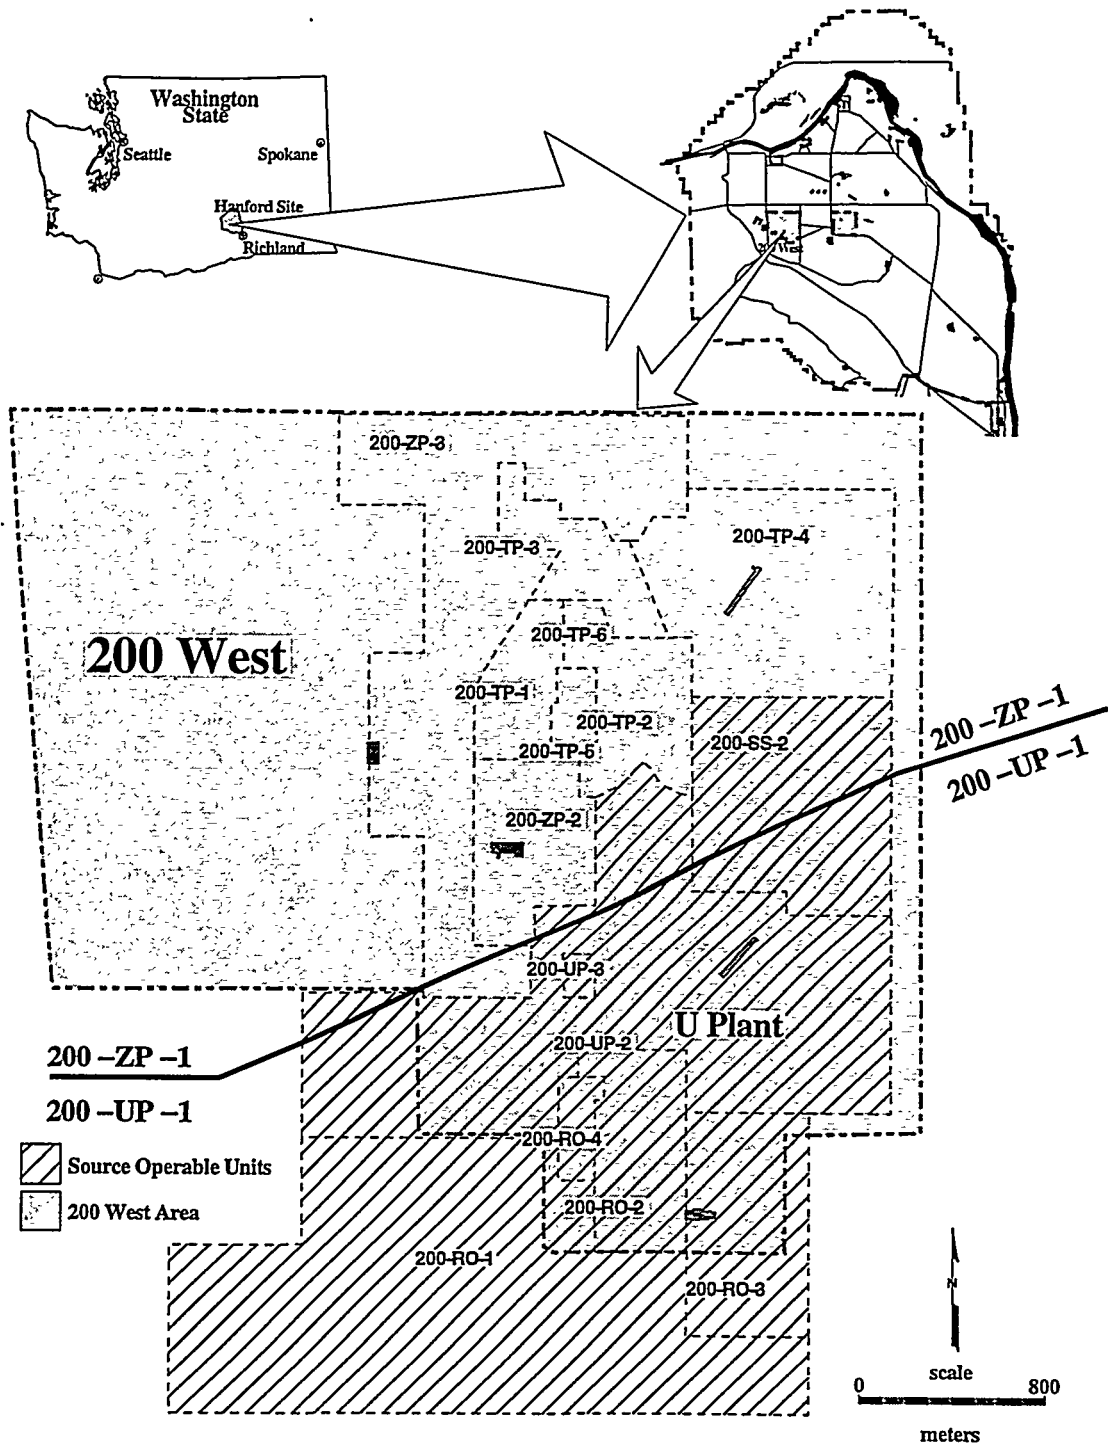 Washington
State
Seattle
Spokane
Hanford Site
Richland
West
200-ZP-3
200-TP-3
200-TP-4
200 West
200-TP-6
200-TP-1
200-TP-2
200-SS-2
200-TP-5
200-ZP-2
200 –ZP –1
200 –UP –1
200-UP-3
U Plant
200-UP-2
200 –ZP –1
200 –UP –1
200-RO-4
Source Operable Units
200-RO-2
200 West Area
200-RO-1
200-RO-3
N
scale
0 800
meters